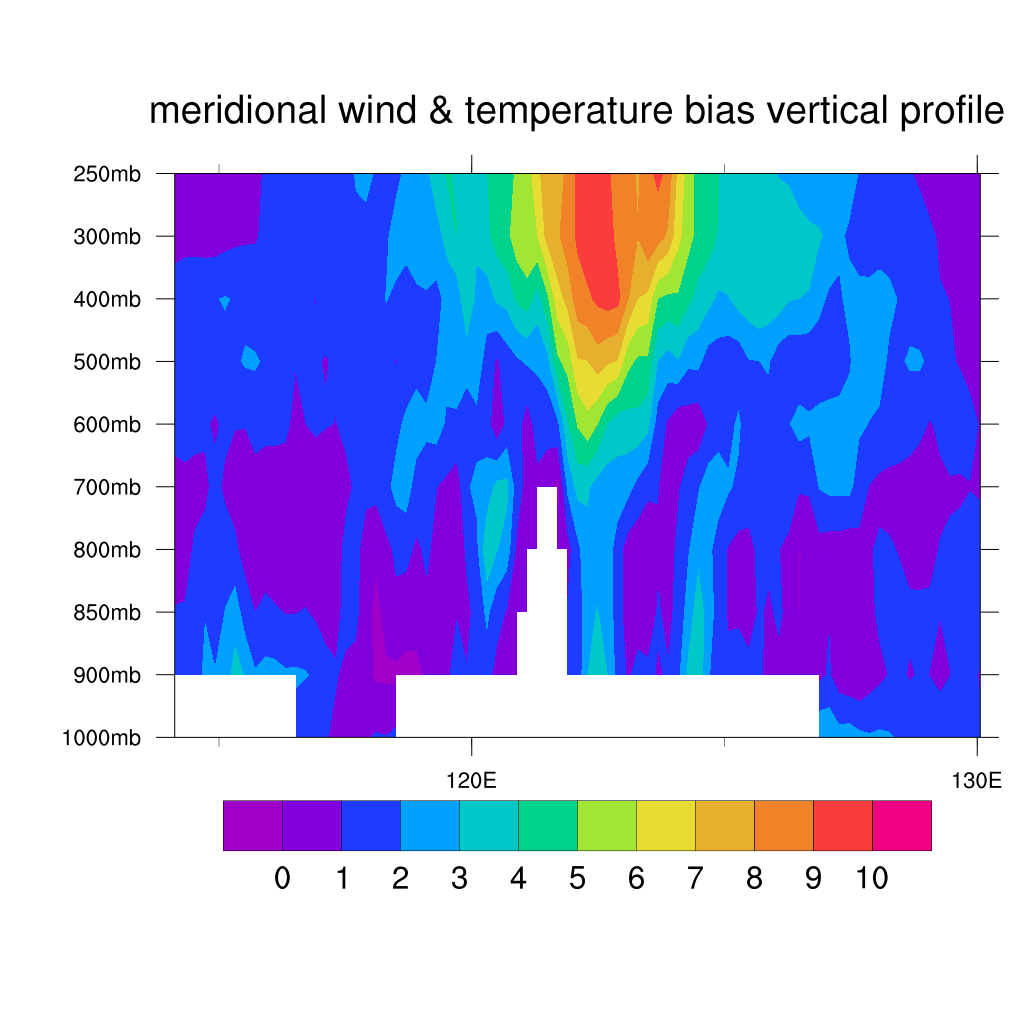 meridional wind & temperature bias vertical profile
250mb
300mb
400mb
500mb
600mb
700mb
800mb
850mb
900mb
1000mb
120E 130E
0 1 2 3 4 5 6 7 8 9 10